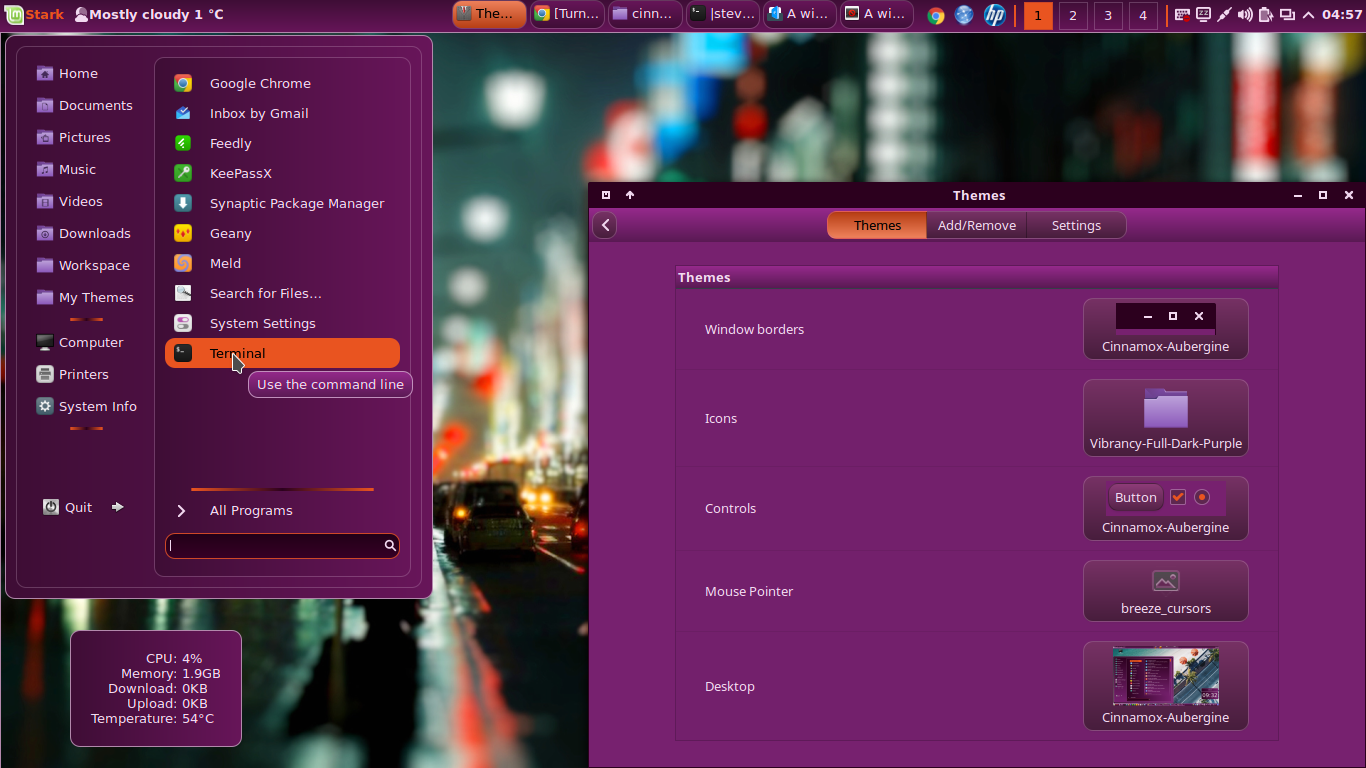 Stark
Mostly cloudy 1 °C
The...
[Turn...
cinn...
|stev...
A wi...
A wi...
hp
1
2
3
4
04:57
Home
Documents
Pictures
Music
Videos
Downloads
Workspace
My Themes
Computer
Printers
System Info
Quit
Google Chrome
Inbox by Gmail
Feedly
KeePassX
Synaptic Package Manager
Geany
Meld
Search for Files...
System Settings
Terminal
Use the command line
All Programs
CPU: 4%
Memory: 1.9GB
Download: 0KB
Upload: 0KB
Temperature: 54°C
Themes
Themes
Add/Remove
Settings
Themes
Window borders
Cinnamox-Aubergine
Icons
Vibrancy-Full-Dark-Purple
Controls
Button
Cinnamox-Aubergine
Mouse Pointer
breeze_cursors
Desktop
09:32
Cinnamox-Aubergine